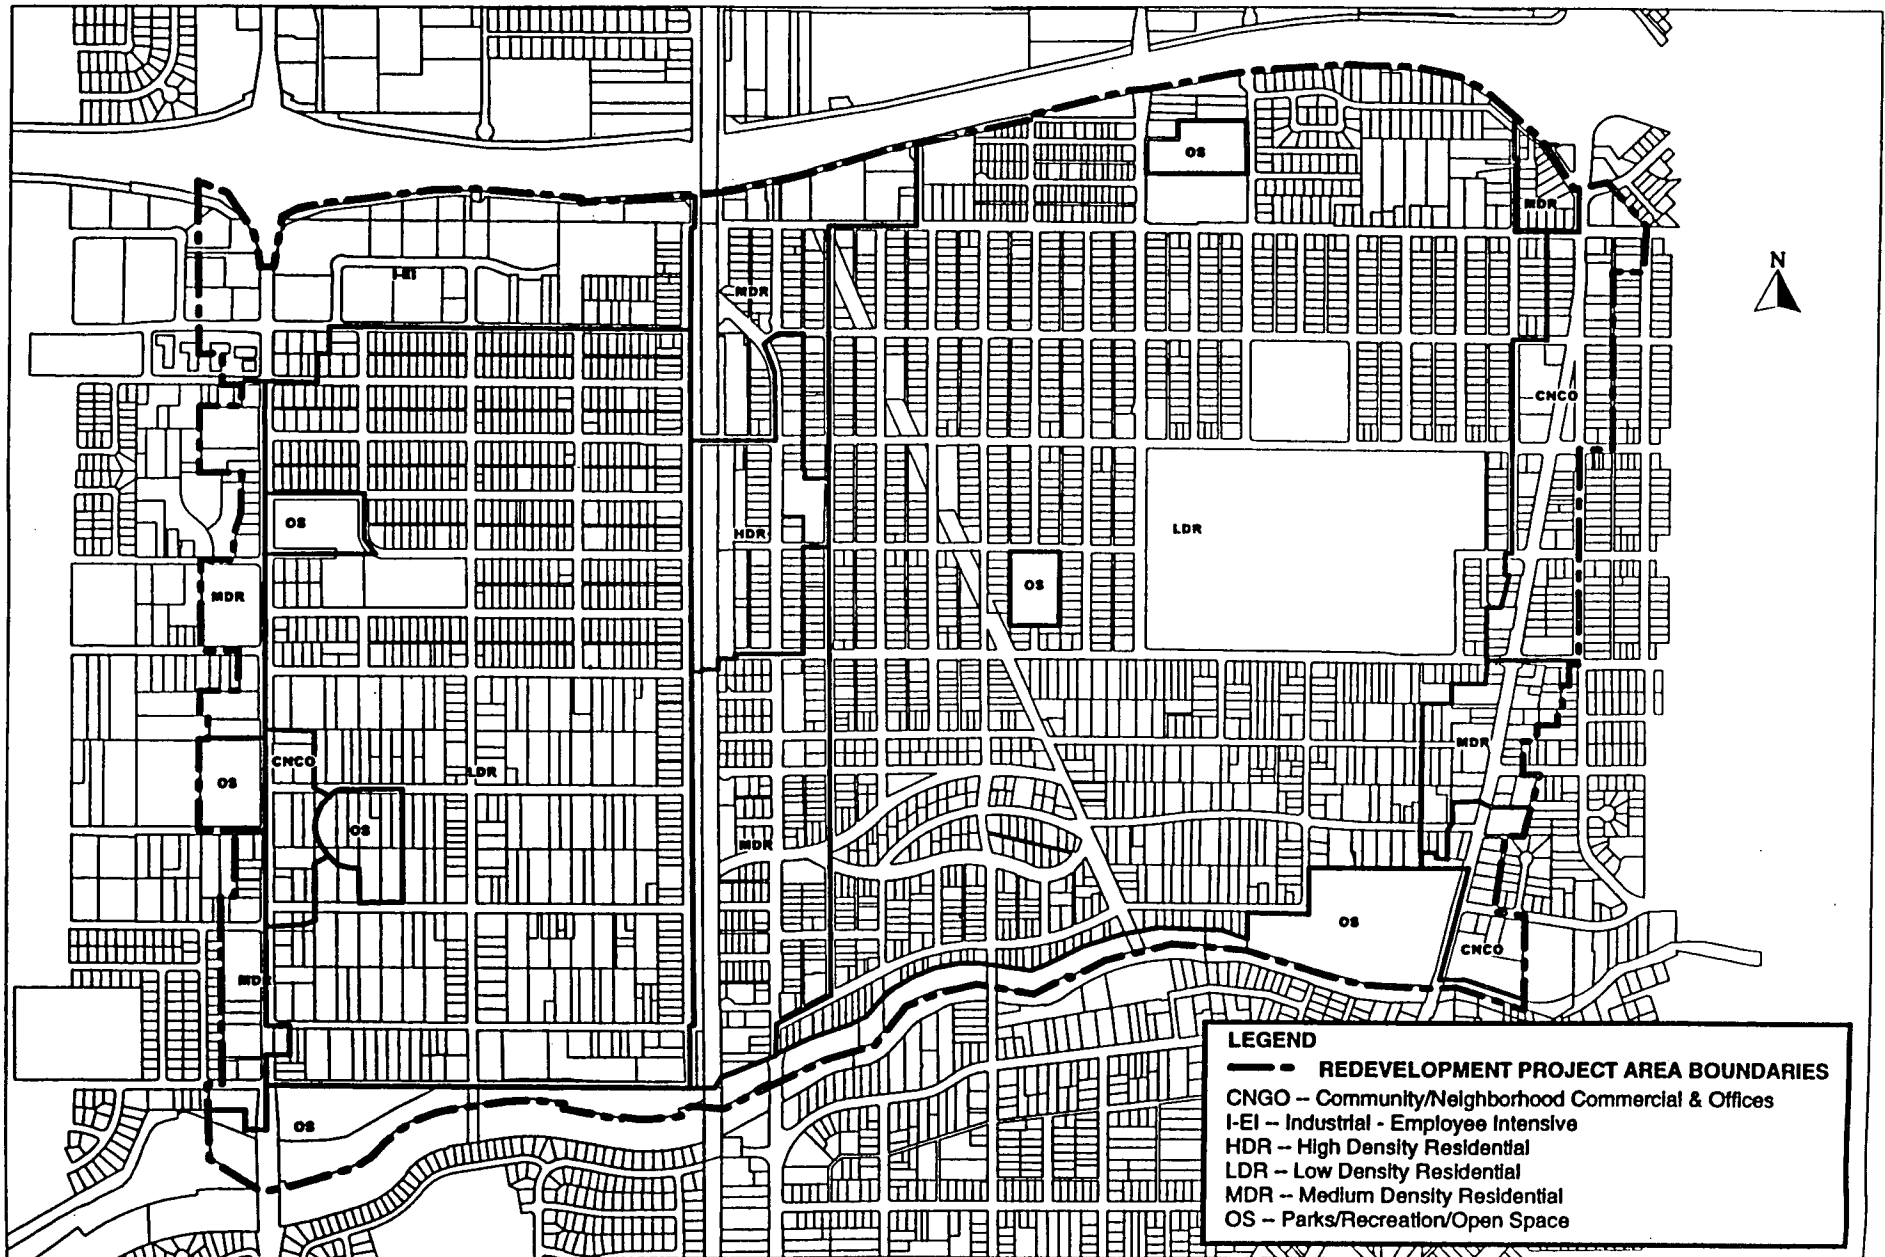 OS
MDR
N
I-EI
MDR
CNCO
OS
HDR
LDR
OS
MDR
MDR
CNCO
LDR
OS
OS
MDR
OS
CNCO
MDR
OS
LEGEND
REDEVELOPMENT PROJECT AREA BOUNDARIES
CNGO -- Community/Neighborhood Commercial & Offices
I-EI -- Industrial - Employee Intensive
HDR -- High Density Residential
LDR -- Low Density Residential
MDR -- Medium Density Residential
OS -- Parks/Recreation/Open Space